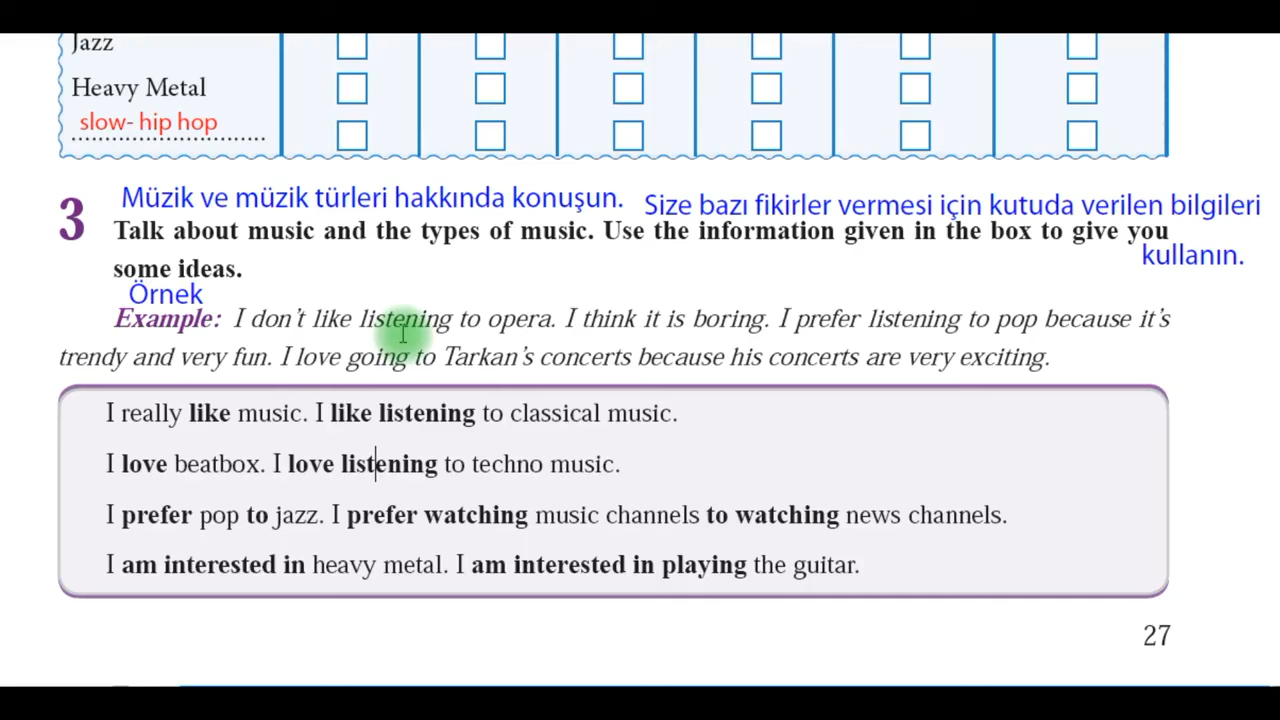 Jazz
Heavy Metal
slow- hip hop
Müzik ve müzik türleri hakkında konuşun. Size bazı fikirler vermesi için kutuda verilen bilgileri
3 Talk about music and the types of music. Use the information given in the box to give you
kullanın.
some ideas.
Örnek
Example: I don't like listening to opera. I think it is boring. I prefer listening to pop because it's
trendy and very fun. I love going to Tarkan's concerts because his concerts are very exciting.
I really like music. I like listening to classical music.
I love beatbox. I love listening to techno music.
I prefer pop to jazz. I prefer watching music channels to watching news channels.
I am interested in heavy metal. I am interested in playing the guitar.
27